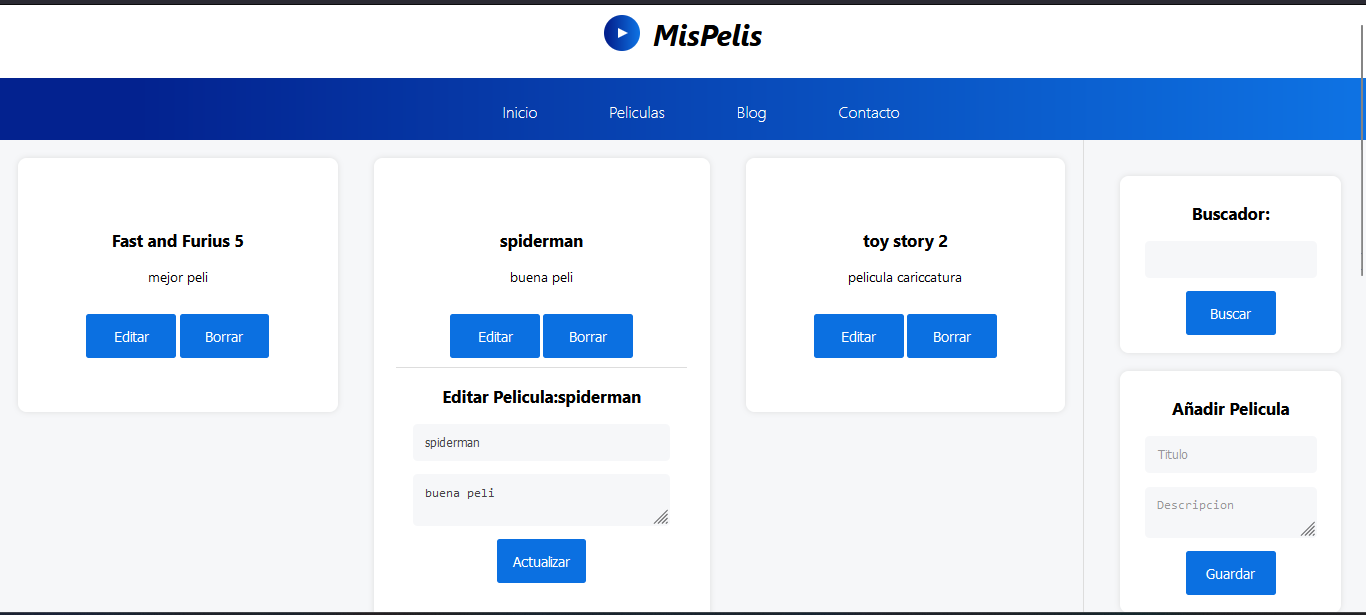 MisPelis
Inicio Peliculas Blog Contacto
Fast and Furius 5
mejor peli
Editar Borrar
spiderman
buena peli
Editar Borrar
Editar Pelicula:spiderman
spiderman
buena peli
Actualizar
toy story 2
pelicula cariccatura
Editar Borrar
Buscador:
Buscar
Añadir Pelicula
Titulo
Descripcion
Guardar